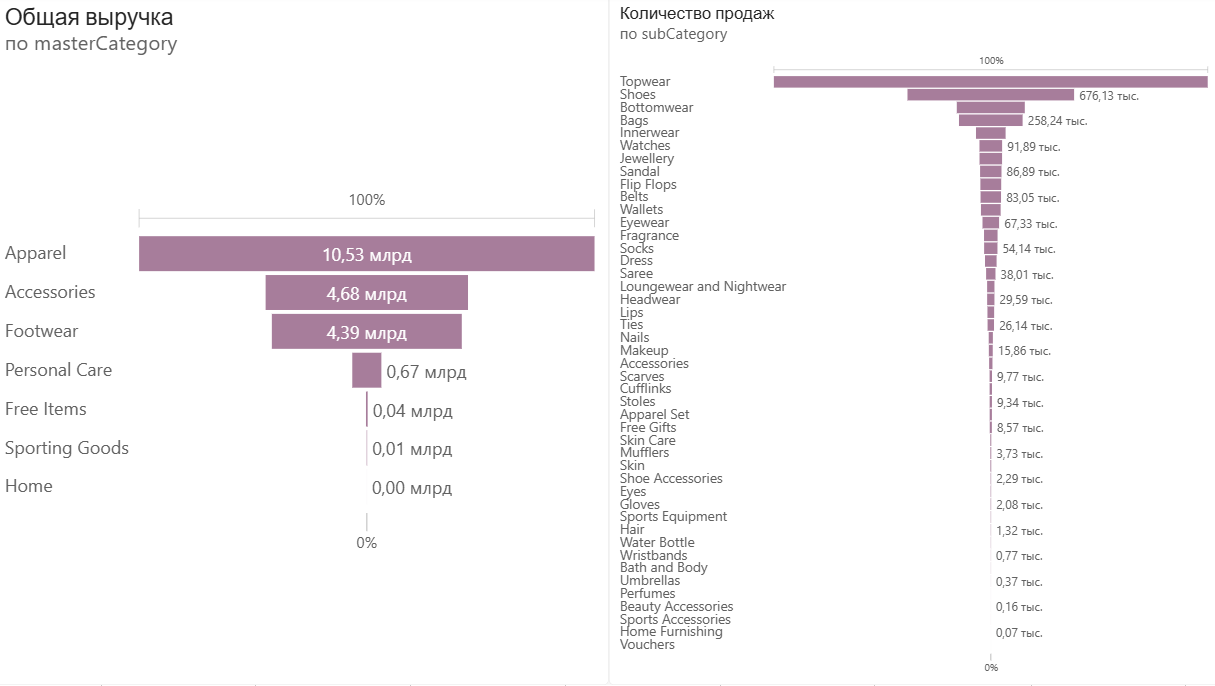 Общая выручка
по masterCategory
100%
Apparel 10,53 млрд
Accessories 4,68 млрд
Footwear 4,39 млрд
Personal Care 0,67 млрд
Free Items 0,04 млрд
Sporting Goods 0,01 млрд
Home 0,00 млрд
0%
Количество продаж
по subCategory
100%
Topwear
Shoes 676,13 тыс.
Bottomwear
Bags 258,24 тыс.
Innerwear
Watches 91,89 тыс.
Jewellery
Sandal 86,89 тыс.
Flip Flops
Belts 83,05 тыс.
Wallets
Eyewear 67,33 тыс.
Fragrance
Socks 54,14 тыс.
Dress
Saree 38,01 тыс.
Loungewear and Nightwear
Headwear 29,59 тыс.
Lips
Ties 26,14 тыс.
Nails
Makeup 15,86 тыс.
Accessories
Scarves 9,77 тыс.
Cufflinks
Stoles 9,34 тыс.
Apparel Set
Free Gifts 8,57 тыс.
Skin Care
Mufflers 3,73 тыс.
Skin
Shoe Accessories 2,29 тыс.
Eyes
Gloves 2,08 тыс.
Sports Equipment
Hair 1,32 тыс.
Water Bottle
Wristbands 0,77 тыс.
Bath and Body
Umbrellas 0,37 тыс.
Perfumes
Beauty Accessories 0,16 тыс.
Sports Accessories
Home Furnishing 0,07 тыс.
Vouchers
0%